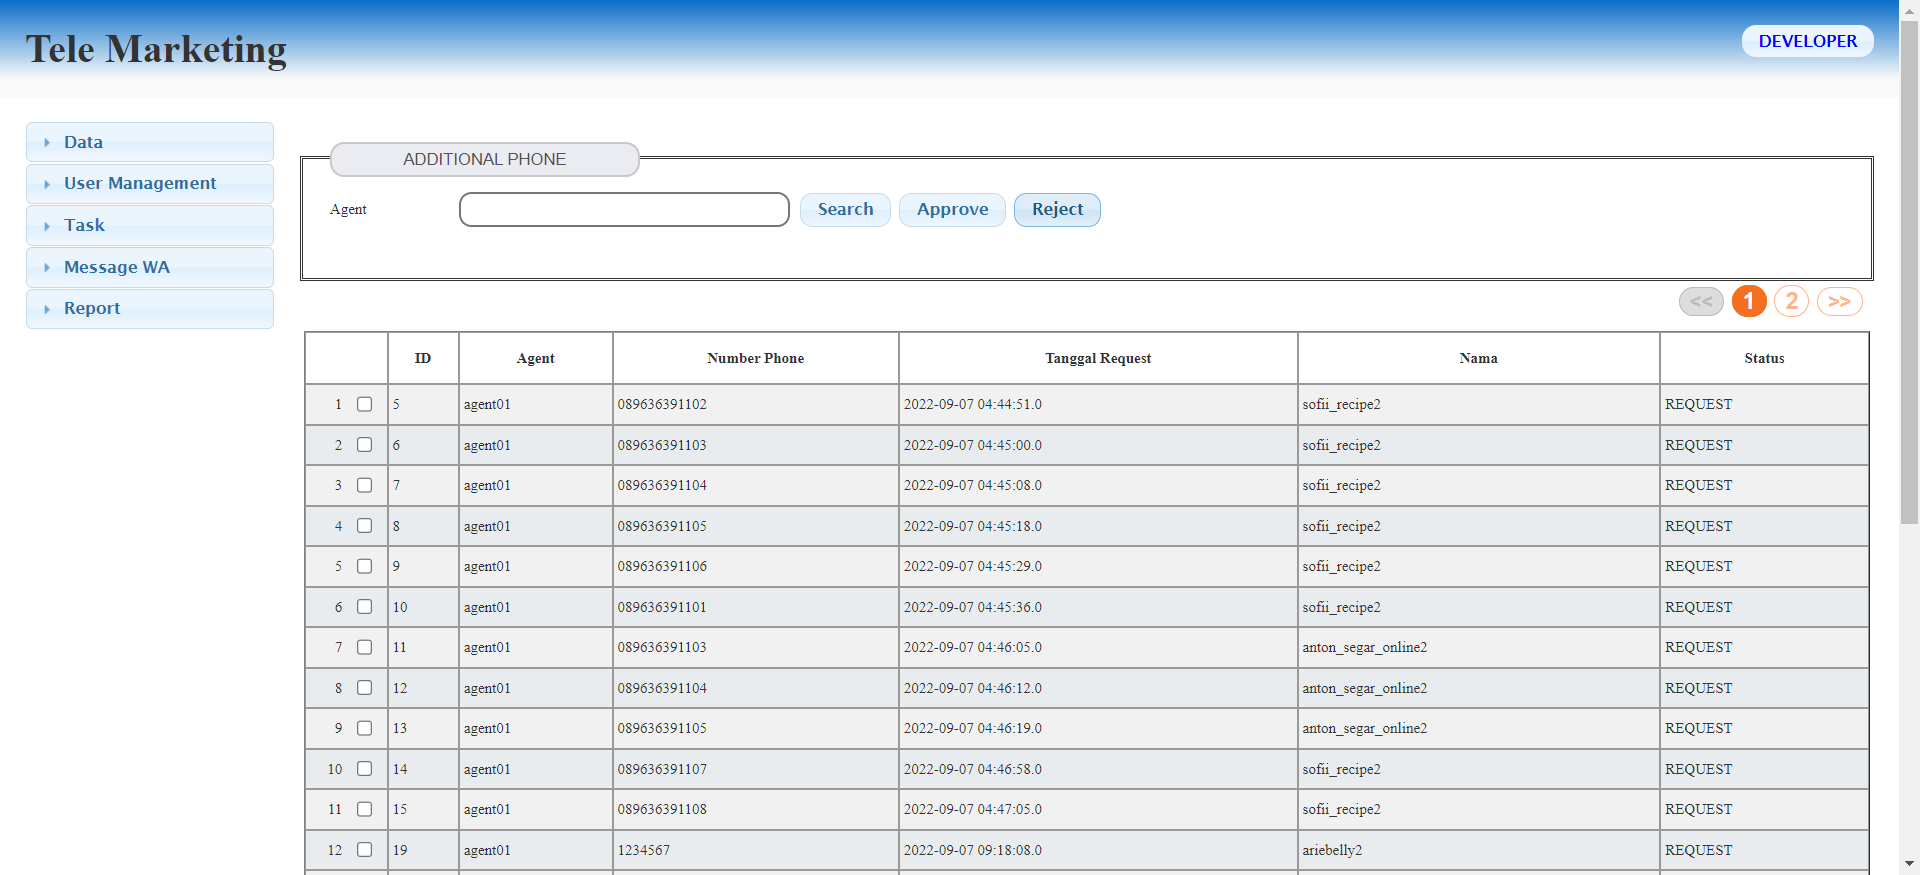 Tele Marketing
DEVELOPER
Data
User Management
Task
Message WA
Report
ADDITIONAL PHONE
Agent Search Approve Reject
<< 1 2 >>
ID Agent Number Phone Tanggal Request Nama Status
1 5 agent01 089636391102 2022-09-07 04:44:51.0 sofii_recipe2 REQUEST
2 6 agent01 089636391103 2022-09-07 04:45:00.0 sofii_recipe2 REQUEST
3 7 agent01 089636391104 2022-09-07 04:45:08.0 sofii_recipe2 REQUEST
4 8 agent01 089636391105 2022-09-07 04:45:18.0 sofii_recipe2 REQUEST
5 9 agent01 089636391106 2022-09-07 04:45:29.0 sofii_recipe2 REQUEST
6 10 agent01 089636391101 2022-09-07 04:45:36.0 sofii_recipe2 REQUEST
7 11 agent01 089636391103 2022-09-07 04:46:05.0 anton_segar_online2 REQUEST
8 12 agent01 089636391104 2022-09-07 04:46:12.0 anton_segar_online2 REQUEST
9 13 agent01 089636391105 2022-09-07 04:46:19.0 anton_segar_online2 REQUEST
10 14 agent01 089636391107 2022-09-07 04:46:58.0 sofii_recipe2 REQUEST
11 15 agent01 089636391108 2022-09-07 04:47:05.0 sofii_recipe2 REQUEST
12 19 agent01 1234567 2022-09-07 09:18:08.0 ariebelly2 REQUEST